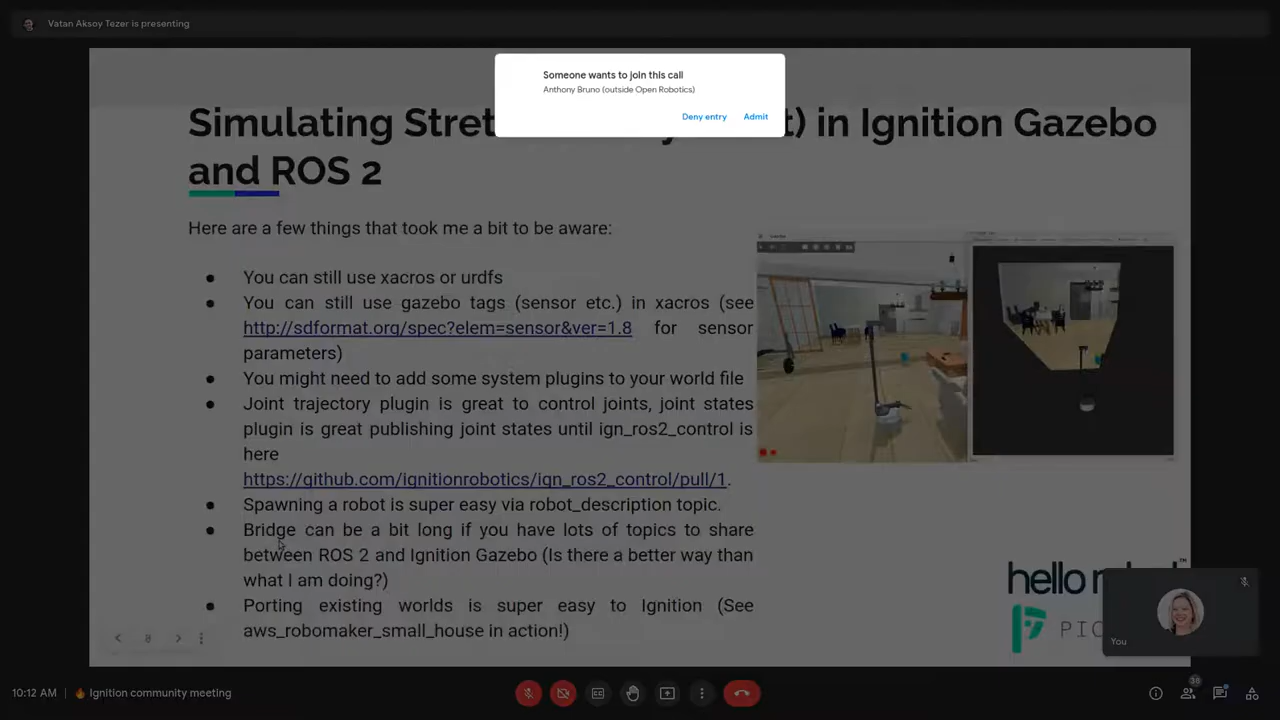 Vatan Aksoy Tezer is presenting
Someone wants to join this call
Anthony Bruno (outside Open Robotics)
Deny entry Admit
Simulating Stret t) in Ignition Gazebo
and ROS 2
Here are a few things that took me a bit to be aware:
● You can still use xacros or urdfs
● You can still use gazebo tags (sensor etc.) in xacros (see
http://sdformat.org/spec?elem=sensor&ver=1.8 for sensor
parameters)
● You might need to add some system plugins to your world file
● Joint trajectory plugin is great to control joints, joint states
plugin is great publishing joint states until ign_ros2_control is
here
https://github.com/ignitionrobotics/ign_ros2_control/pull/1.
● Spawning a robot is super easy via robot_description topic.
● Bridge can be a bit long if you have lots of topics to share
between ROS 2 and Ignition Gazebo (Is there a better way than
what I am doing?)
● Porting existing worlds is super easy to Ignition (See
aws_robomaker_small_house in action!)
hello ro
™
PIC
8
You
10:12 AM | 🔥 Ignition community meeting
38